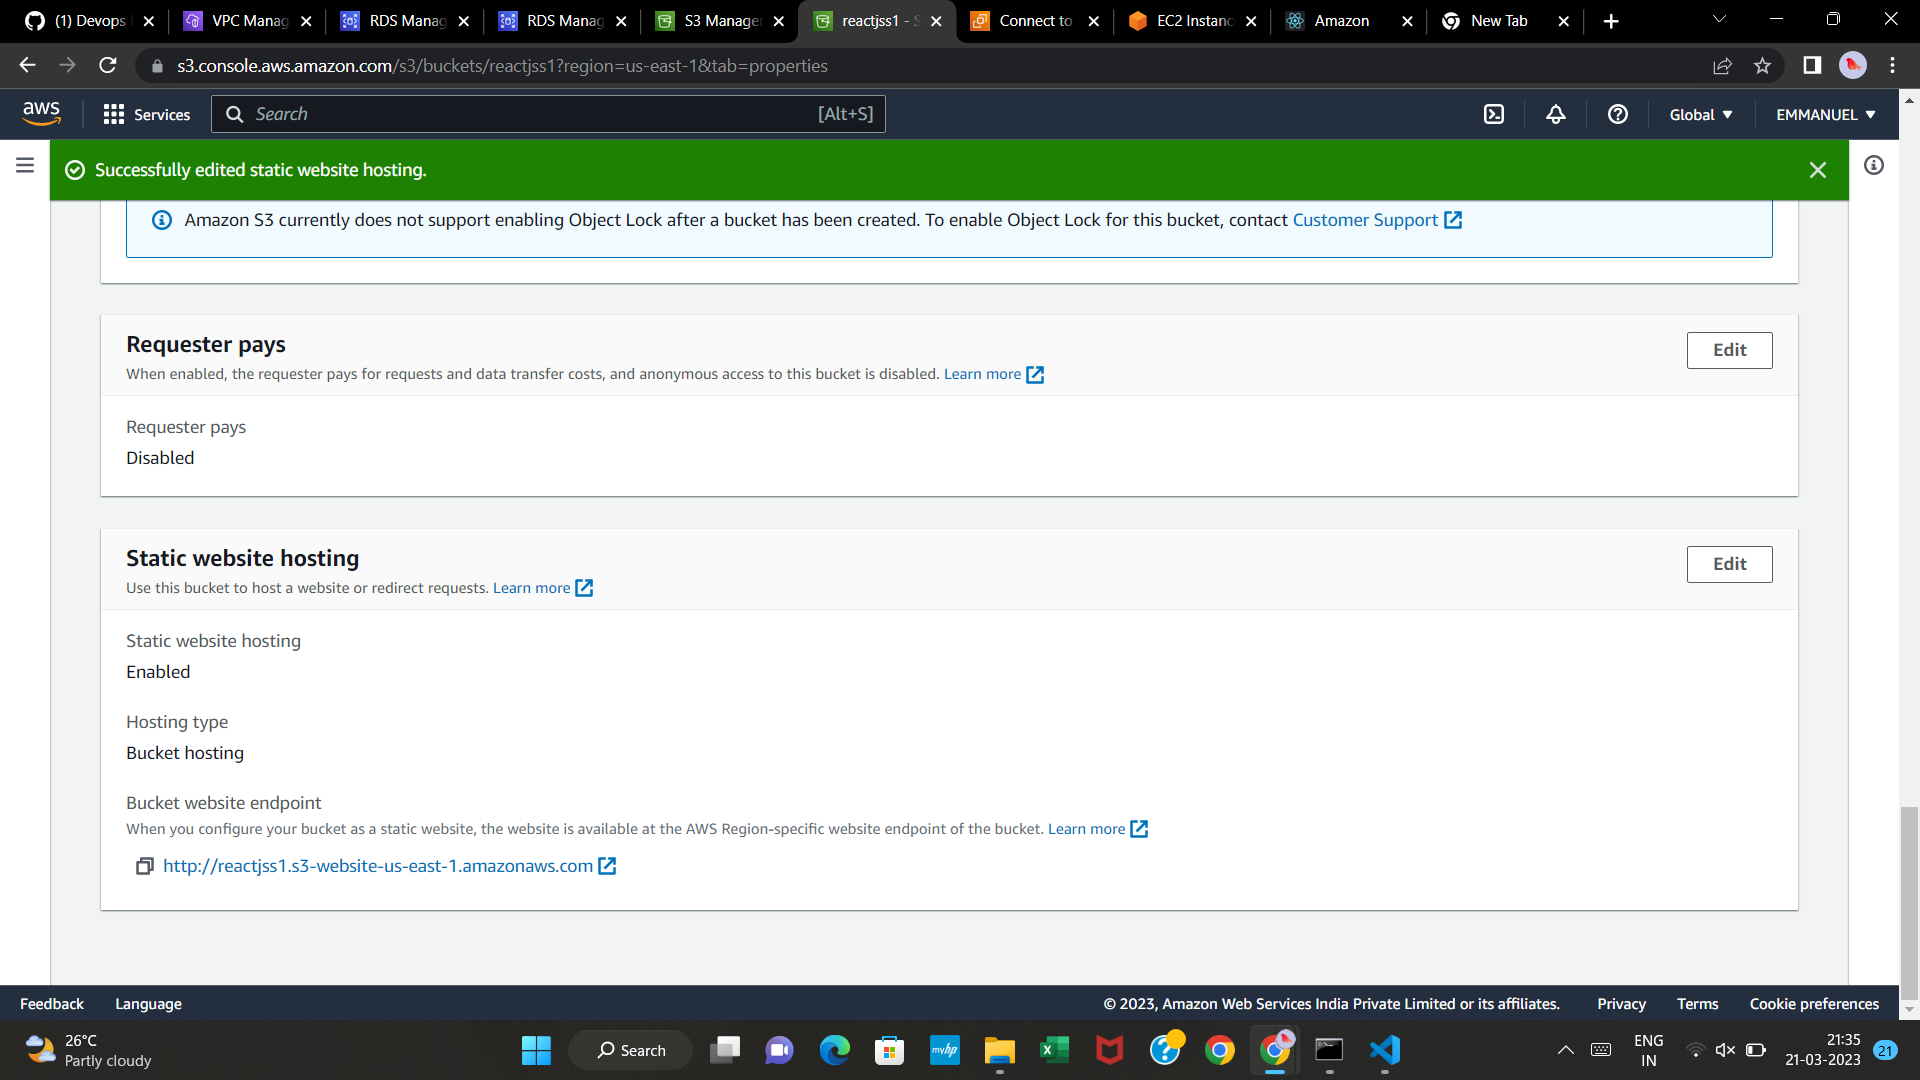 (1) Devops
VPC Manag
RDS Manag
RDS Manag
S3 Manager
reactjss1 - S
Connect to
EC2 Instanc
Amazon
New Tab
s3.console.aws.amazon.com/s3/buckets/reactjss1?region=us-east-1&tab=properties
aws
Services
Search
[Alt+S]
Global
EMMANUEL
Successfully edited static website hosting.
Amazon S3 currently does not support enabling Object Lock after a bucket has been created. To enable Object Lock for this bucket, contact Customer Support
Requester pays
Edit
When enabled, the requester pays for requests and data transfer costs, and anonymous access to this bucket is disabled. Learn more
Requester pays
Disabled
Static website hosting
Edit
Use this bucket to host a website or redirect requests. Learn more
Static website hosting
Enabled
Hosting type
Bucket hosting
Bucket website endpoint
When you configure your bucket as a static website, the website is available at the AWS Region-specific website endpoint of the bucket. Learn more
http://reactjss1.s3-website-us-east-1.amazonaws.com
Feedback
Language
© 2023, Amazon Web Services India Private Limited or its affiliates.
Privacy
Terms
Cookie preferences
26°C
Partly cloudy
Search
myhp
ENG
IN
21:35
21-03-2023
21